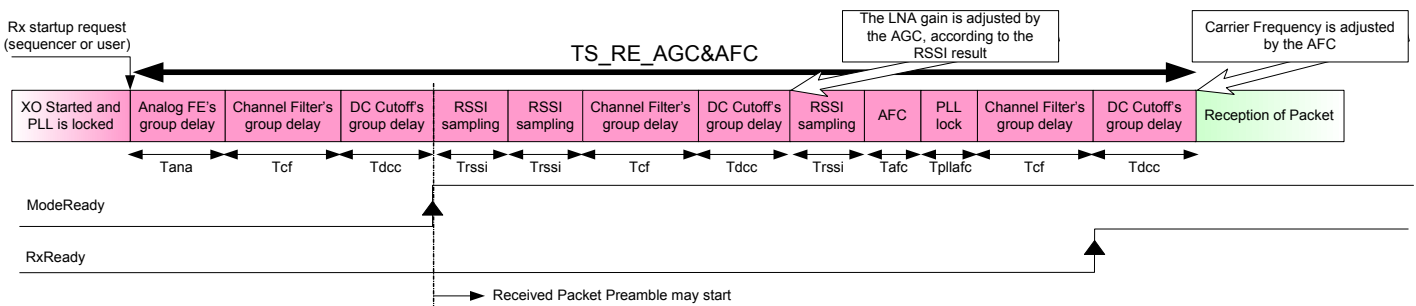 Rx startup request
(sequencer or user)
TS_RE_AGC&AFC
The LNA gain is adjusted by
the AGC, according to the
RSSI result
Carrier Frequency is adjusted
by the AFC
XO Started and
PLL is locked
Analog FE's
group delay
Channel Filter's
group delay
DC Cutoff's
group delay
RSSI
sampling
RSSI
sampling
Channel Filter's
group delay
DC Cutoff's
group delay
RSSI
sampling
AFC
PLL
lock
Channel Filter's
group delay
DC Cutoff's
group delay
Reception of Packet
Tana
Tcf
Tdcc
Trssi
Trssi
Tcf
Tdcc
Trssi
Tafc
Tpllafc
Tcf
Tdcc
ModeReady
RxReady
Received Packet Preamble may start